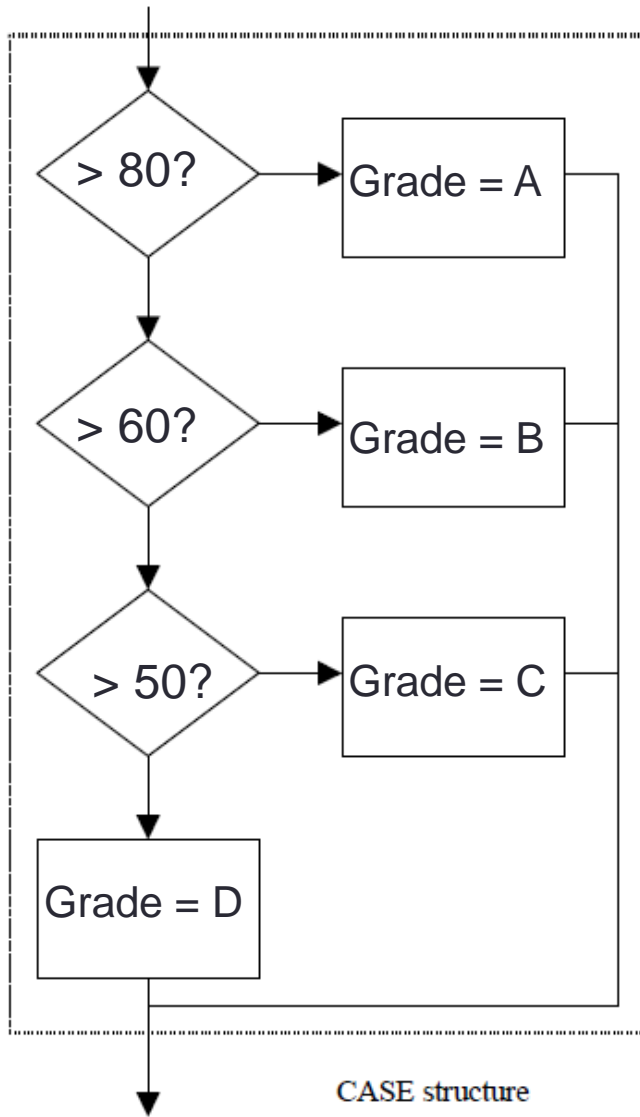 > 80?
Grade = A
> 60?
Grade = B
> 50?
Grade = C
Grade = D
CASE structure